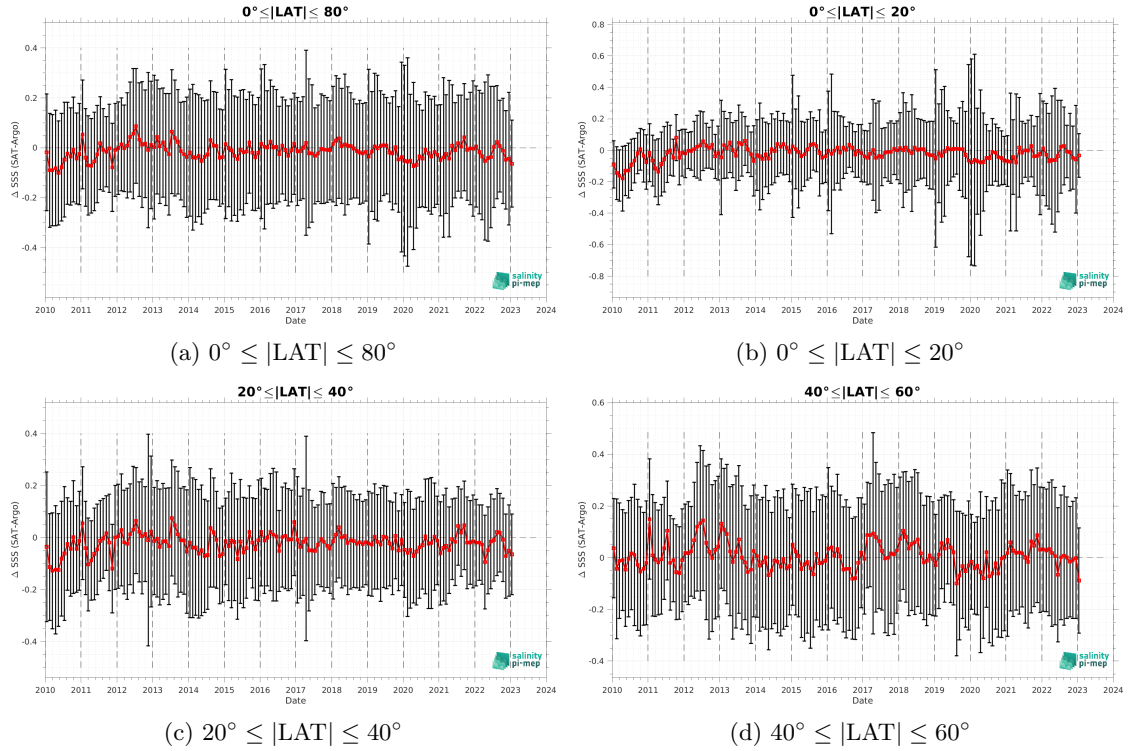 0°≤|LAT|≤ 80°
0.4
0.2
0
-0.2
-0.4
Δ SSS (SAT-Argo)
2010 2011 2012 2013 2014 2015 2016 2017 2018 2019 2020 2021 2022 2023 2024
Date
salinity
pi-mep
(a) 0° ≤ |LAT| ≤ 80°
0°≤|LAT|≤ 20°
0.8
0.6
0.4
0.2
0
-0.2
-0.4
-0.6
-0.8
Δ SSS (SAT-Argo)
2010 2011 2012 2013 2014 2015 2016 2017 2018 2019 2020 2021 2022 2023 2024
Date
salinity
pi-mep
(b) 0° ≤ |LAT| ≤ 20°
20°≤|LAT|≤ 40°
0.4
0.2
0
-0.2
-0.4
Δ SSS (SAT-Argo)
2010 2011 2012 2013 2014 2015 2016 2017 2018 2019 2020 2021 2022 2023 2024
Date
salinity
pi-mep
(c) 20° ≤ |LAT| ≤ 40°
40°≤|LAT|≤ 60°
0.6
0.4
0.2
0
-0.2
-0.4
Δ SSS (SAT-Argo)
2010 2011 2012 2013 2014 2015 2016 2017 2018 2019 2020 2021 2022 2023 2024
Date
salinity
pi-mep
(d) 40° ≤ |LAT| ≤ 60°